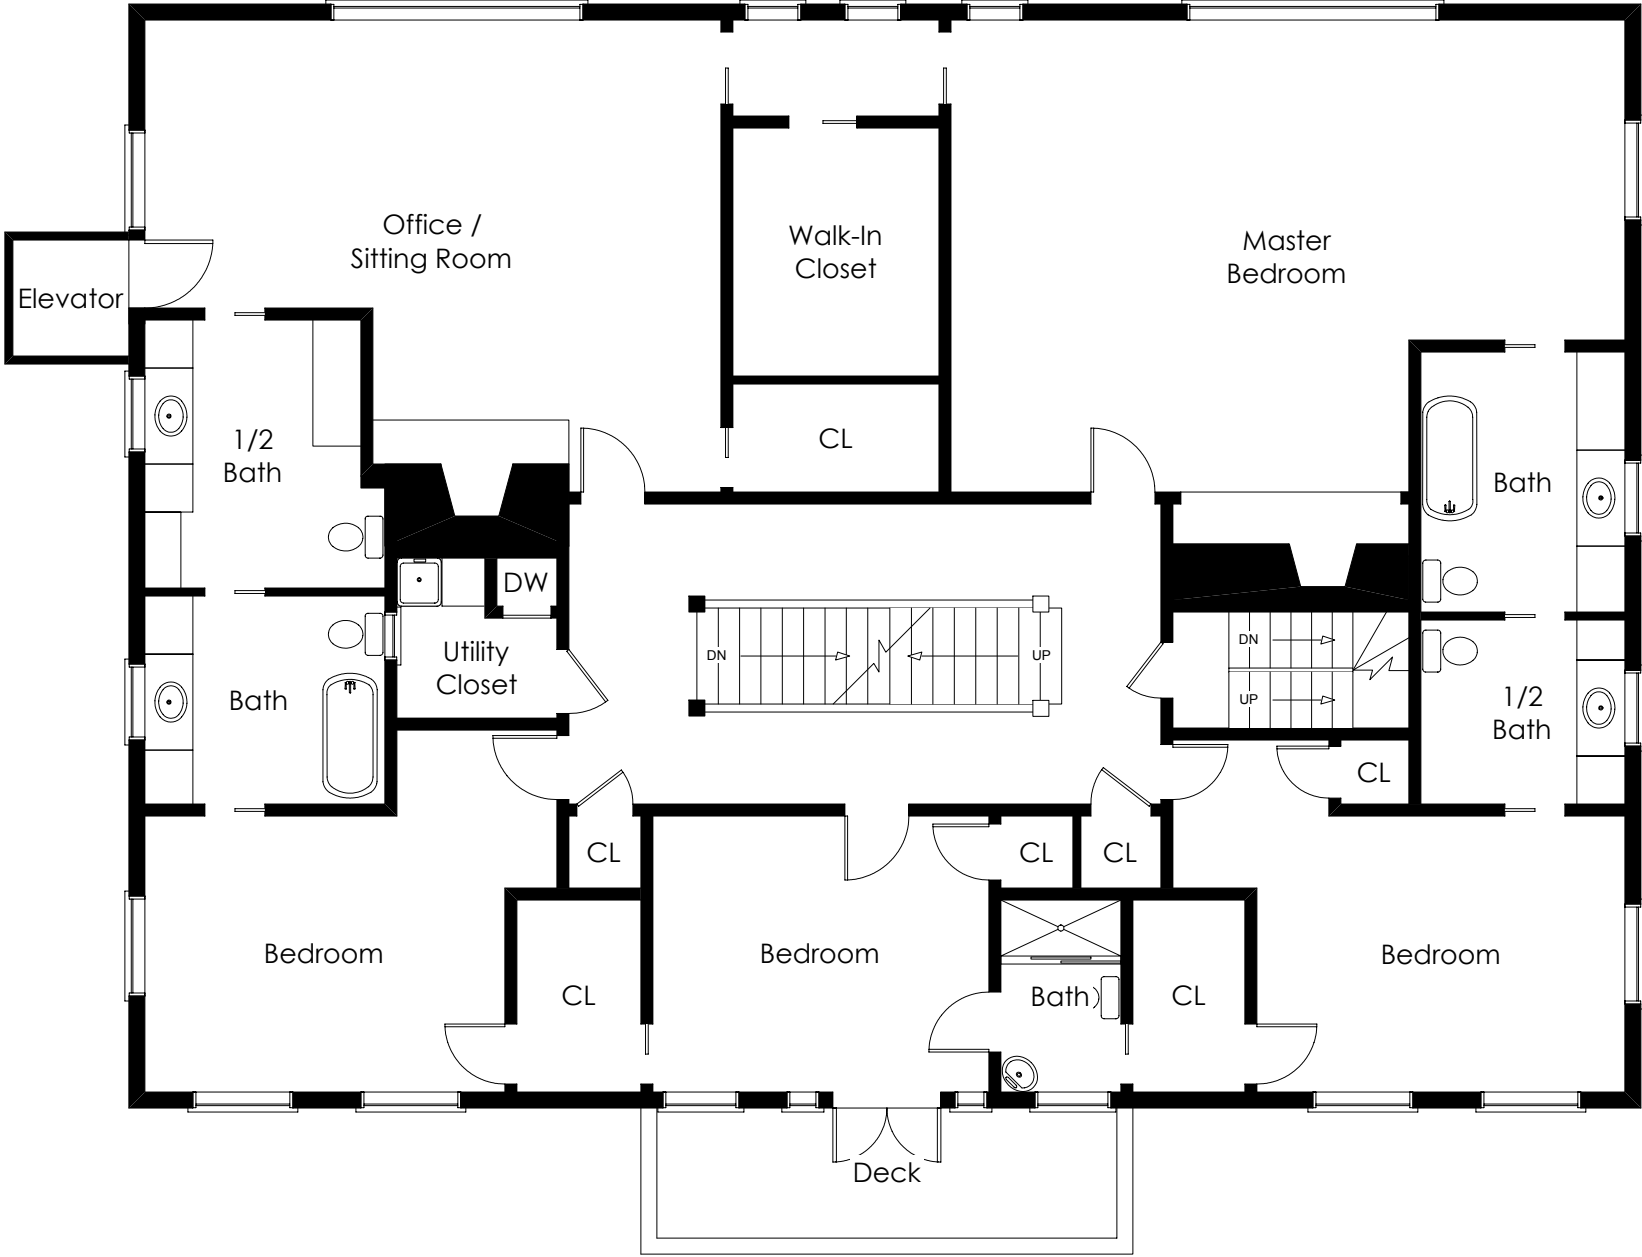 Office /
Sitting Room
Walk-In
Closet
Master
Bedroom
Elevator
1/2
Bath
CL
Bath
DW
Utility
Closet
DN
UP
DN
UP
Bath
1/2
Bath
CL
CL
CL
CL
Bedroom
Bedroom
Bedroom
CL
Bath
CL
Deck